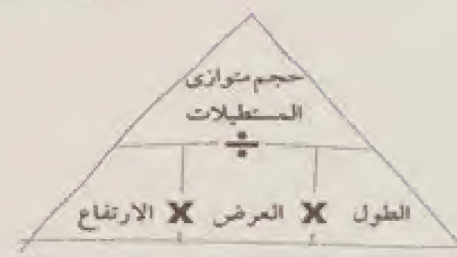 حجم متوازى
المستطيلات
÷
الطول X العرض X الارتفاع